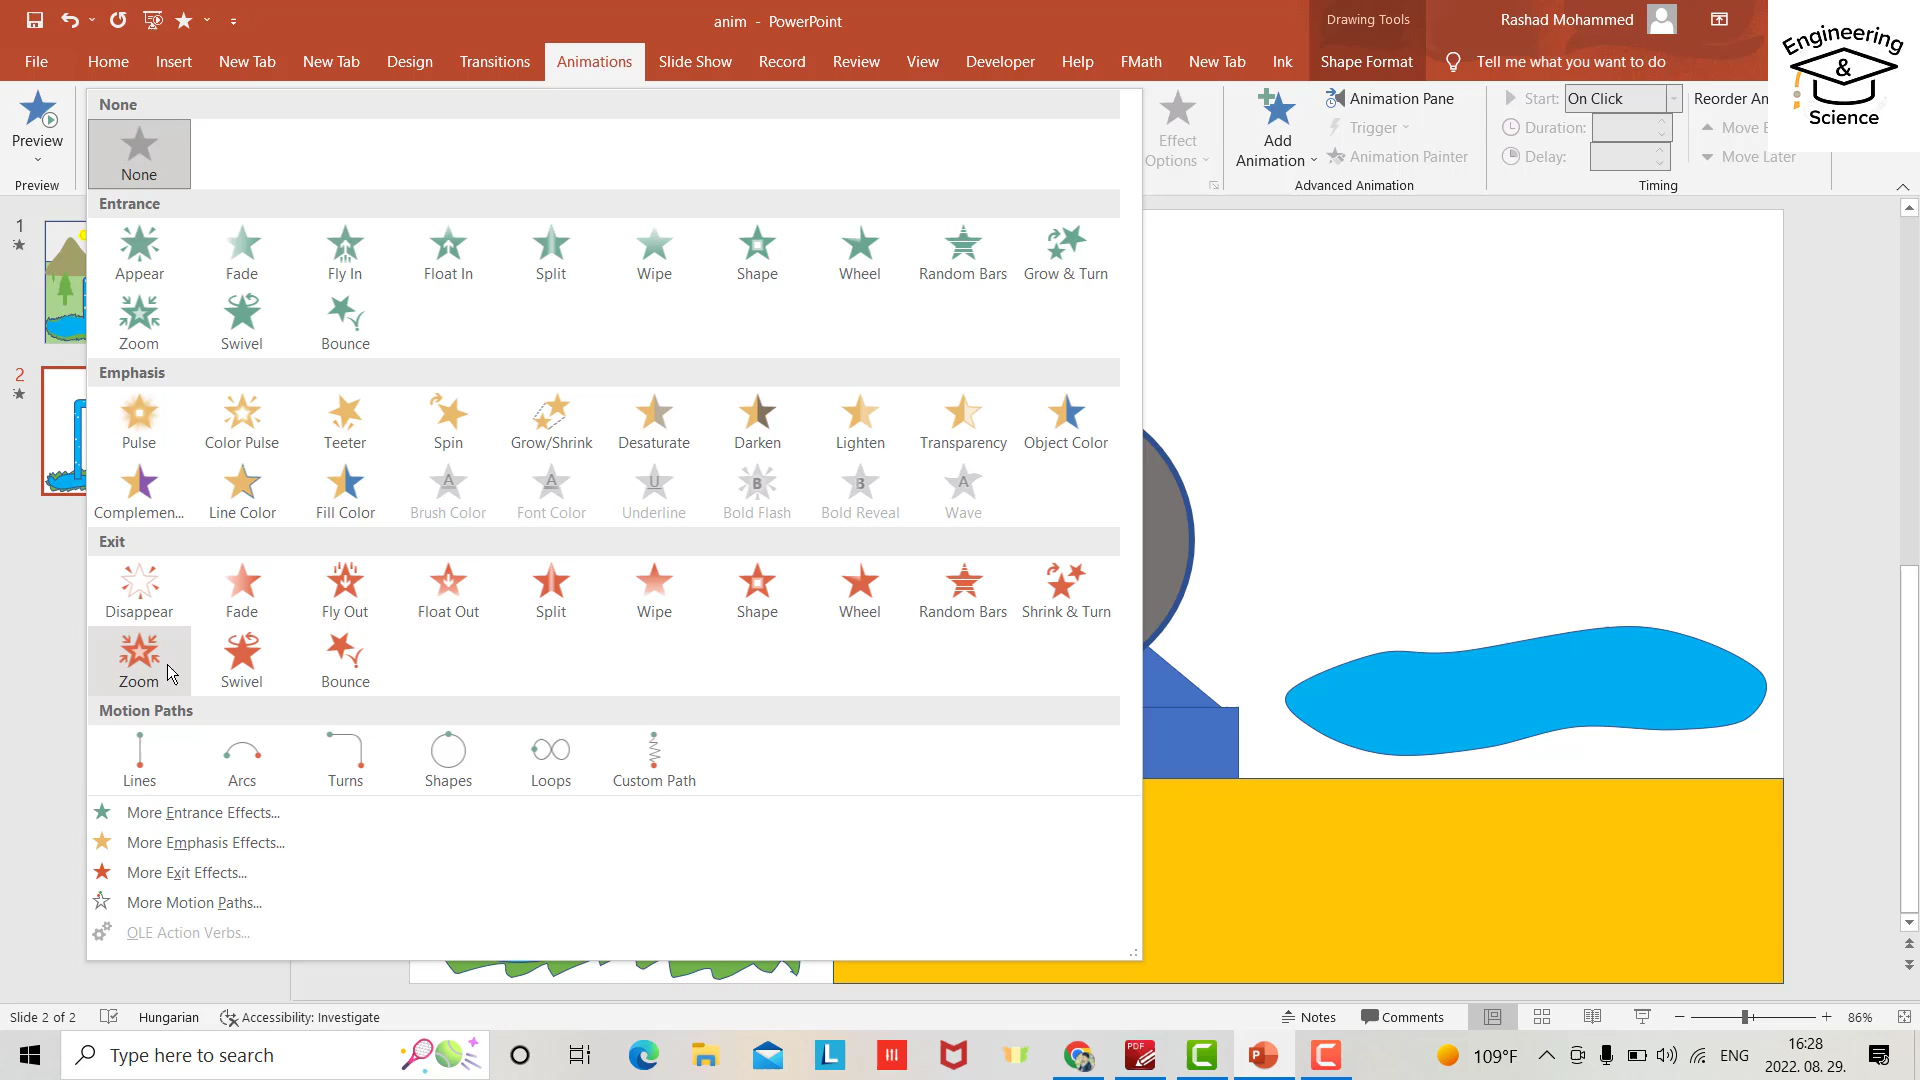 anim - PowerPoint
Drawing Tools
Rashad Mohammed
Engineering
&
Science
File
Home
Insert
New Tab
New Tab
Design
Transitions
Animations
Slide Show
Record
Review
View
Developer
Help
FMath
New Tab
Ink
Shape Format
Tell me what you want to do
Preview
Preview
None
None
Entrance
Appear
Fade
Fly In
Float In
Split
Wipe
Shape
Wheel
Random Bars
Grow & Turn
Zoom
Swivel
Bounce
Emphasis
Pulse
Color Pulse
Teeter
Spin
Grow/Shrink
Desaturate
Darken
Lighten
Transparency
Object Color
Complemen...
Line Color
Fill Color
Brush Color
Font Color
Underline
Bold Flash
Bold Reveal
Wave
Exit
Disappear
Fade
Fly Out
Float Out
Split
Wipe
Shape
Wheel
Random Bars
Shrink & Turn
Zoom
Swivel
Bounce
Motion Paths
Lines
Arcs
Turns
Shapes
Loops
Custom Path
More Entrance Effects...
More Emphasis Effects...
More Exit Effects...
More Motion Paths...
OLE Action Verbs...
Effect
Options
Add
Animation
Animation Pane
Trigger
Animation Painter
Advanced Animation
Start: On Click
Duration:
Delay:
Reorder An
Move E
Move Later
Timing
1
2
Slide 2 of 2
Hungarian
Accessibility: Investigate
Notes
Comments
86%
Type here to search
109°F
ENG
16:28
2022. 08. 29.